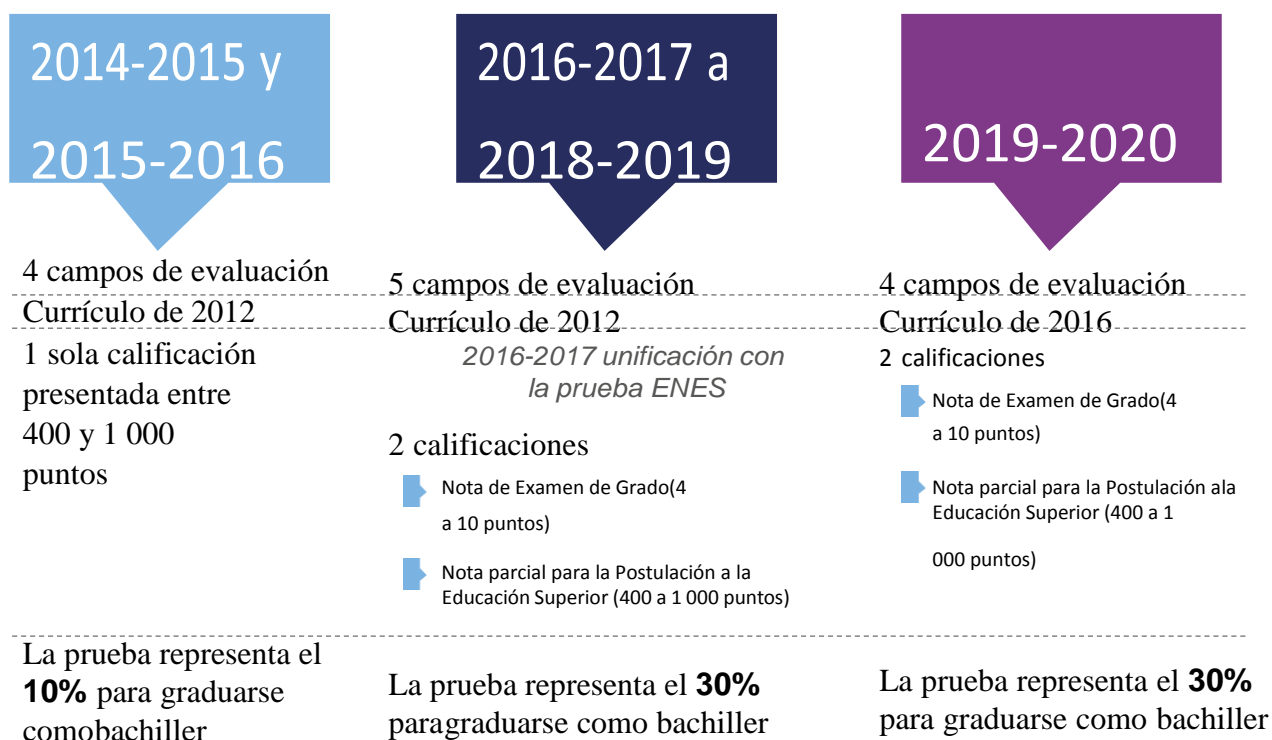 2014-2015 y
2015-2016
4 campos de evaluación
Currículo de 2012
1 sola calificación
presentada entre
400 y 1 000
puntos
La prueba representa el
10% para graduarse
comobachiller
2016-2017 a
2018-2019
5 campos de evaluación
Currículo de 2012
2016-2017 unificación con
la prueba ENES
2 calificaciones
Nota de Examen de Grado(4
a 10 puntos)
Nota parcial para la Postulación a la
Educación Superior (400 a 1 000 puntos)
La prueba representa el 30%
paragraduarse como bachiller
2019-2020
4 campos de evaluación
Currículo de 2016
2 calificaciones
Nota de Examen de Grado(4
a 10 puntos)
Nota parcial para la Postulación ala
Educación Superior (400 a 1
000 puntos)
La prueba representa el 30%
para graduarse como bachiller